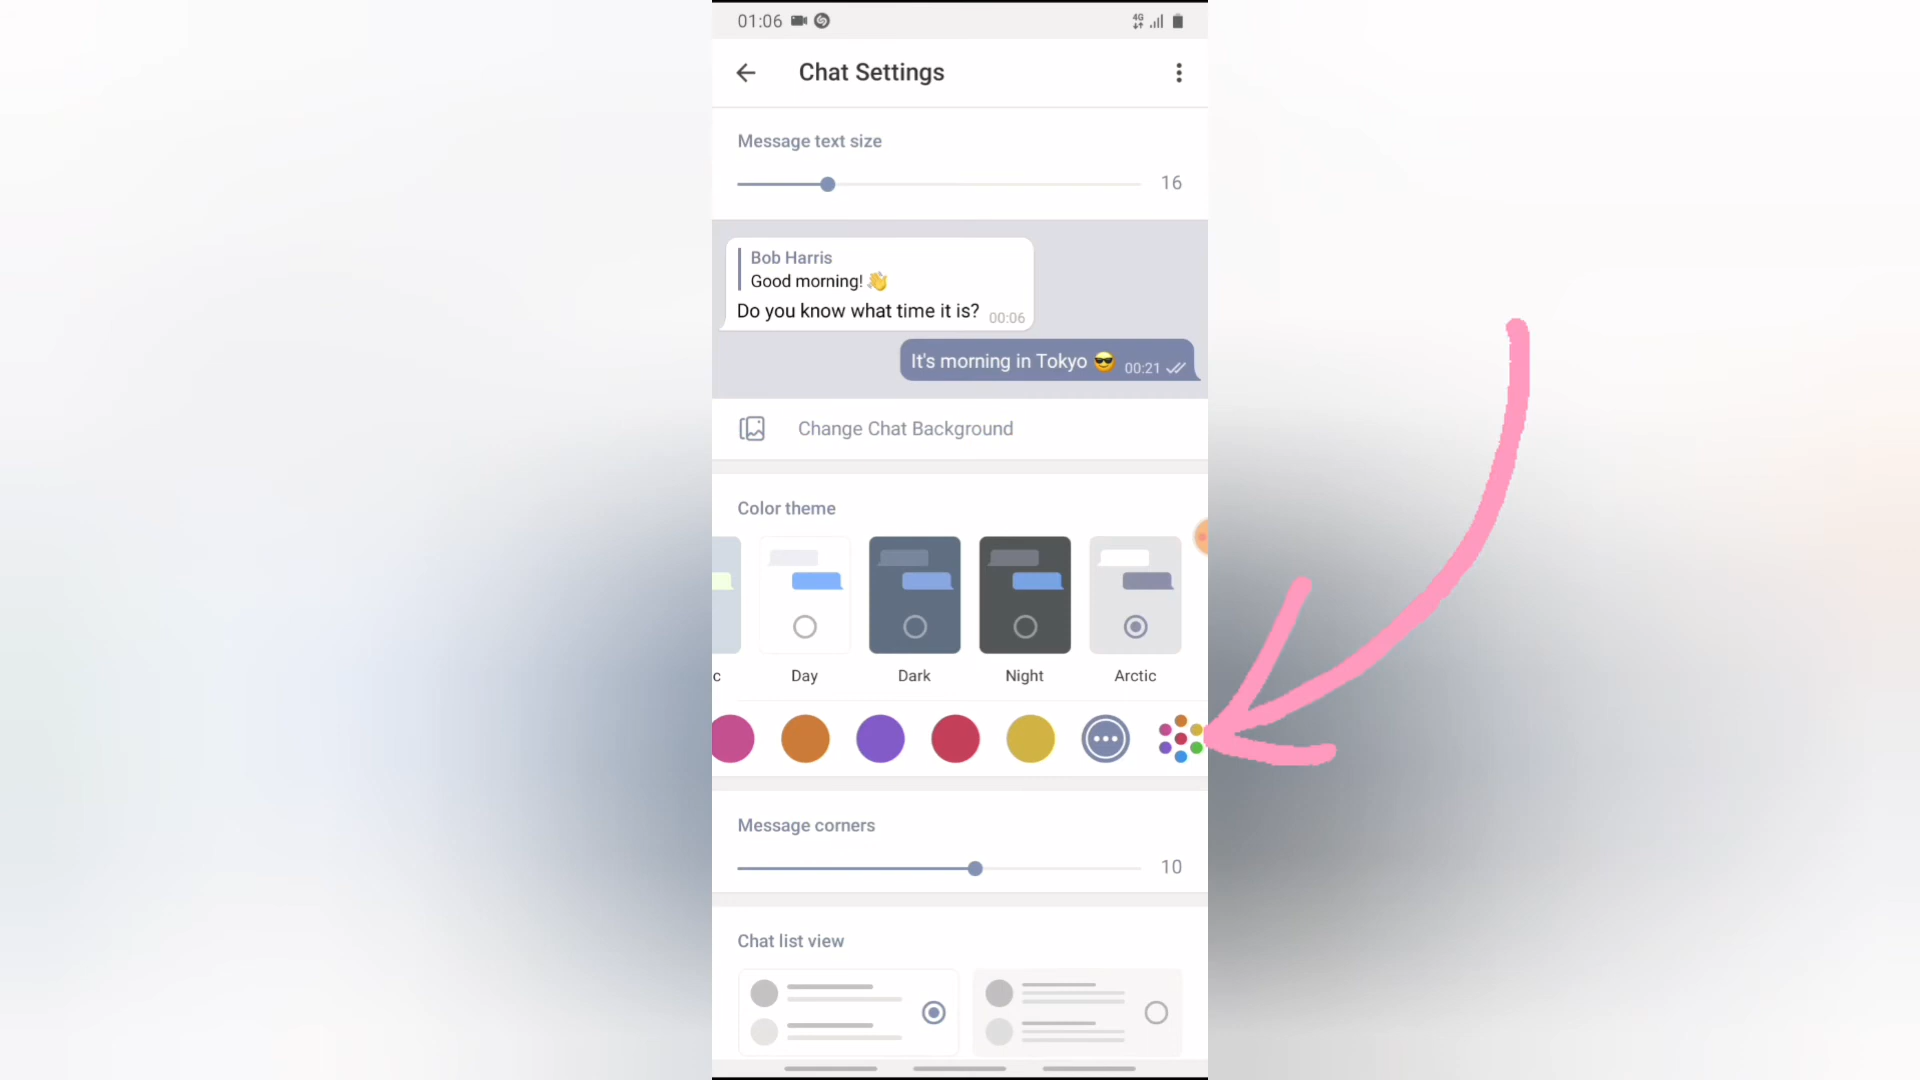 01:06
4G
Chat Settings
Message text size
16
Bob Harris
Good morning! 👋
Do you know what time it is? 00:06
It's morning in Tokyo 😎 00:21
Change Chat Background
Color theme
c Day Dark Night Arctic
Message corners
10
Chat list view